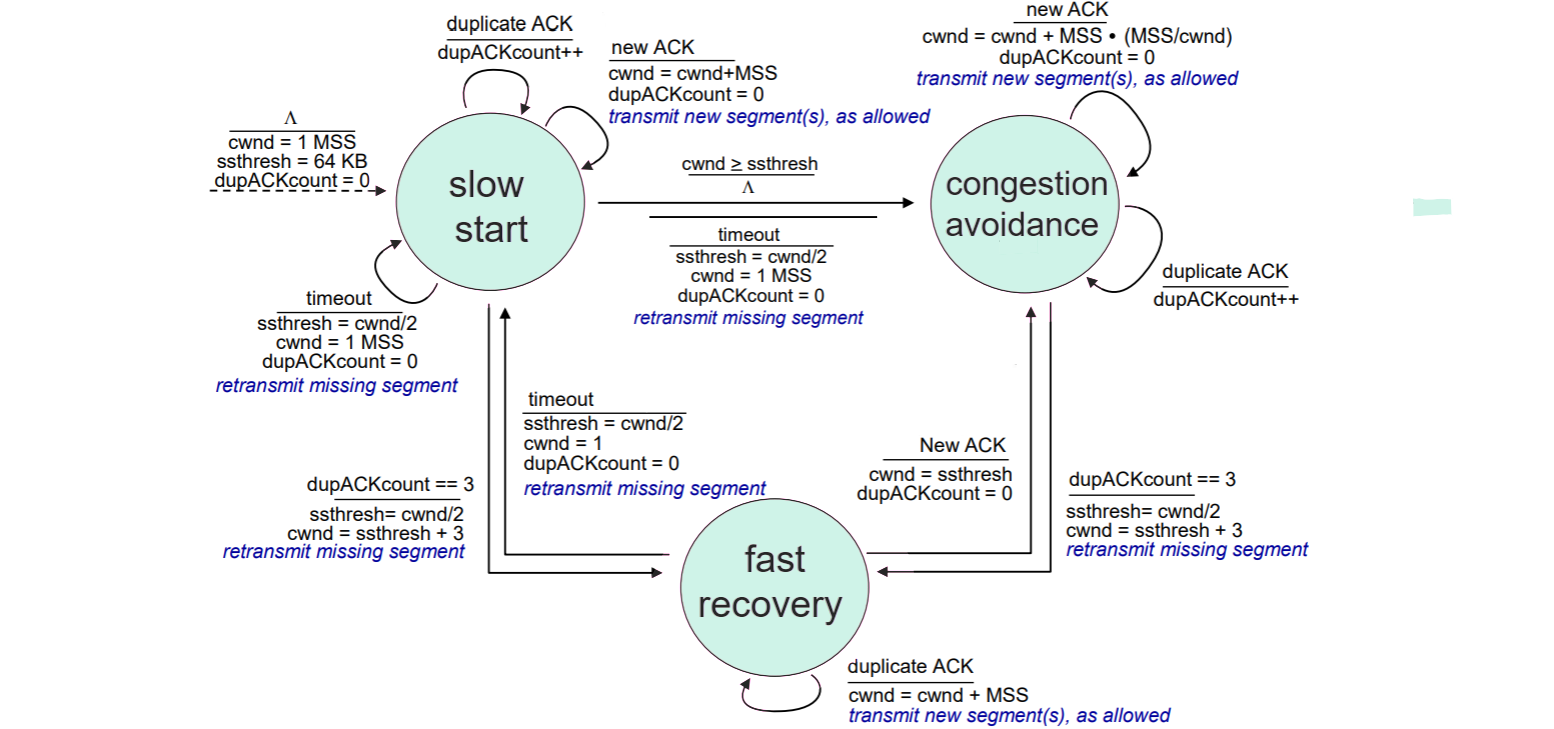 duplicate ACK
dupACKcount++
new ACK
cwnd = cwnd+MSS
dupACKcount = 0
transmit new segment(s), as allowed
new ACK
cwnd = cwnd + MSS • (MSS/cwnd)
dupACKcount = 0
transmit new segment(s), as allowed
Λ
cwnd = 1 MSS
ssthresh = 64 KB
dupACKcount = 0
slow
start
cwnd ≥ ssthresh
Λ
congestion
avoidance
timeout
ssthresh = cwnd/2
cwnd = 1 MSS
dupACKcount = 0
retransmit missing segment
duplicate ACK
dupACKcount++
timeout
ssthresh = cwnd/2
cwnd = 1 MSS
dupACKcount = 0
retransmit missing segment
timeout
ssthresh = cwnd/2
cwnd = 1
dupACKcount = 0
retransmit missing segment
New ACK
cwnd = ssthresh
dupACKcount = 0
dupACKcount == 3
ssthresh= cwnd/2
cwnd = ssthresh + 3
retransmit missing segment
dupACKcount == 3
ssthresh= cwnd/2
cwnd = ssthresh + 3
retransmit missing segment
fast
recovery
duplicate ACK
cwnd = cwnd + MSS
transmit new segment(s), as allowed